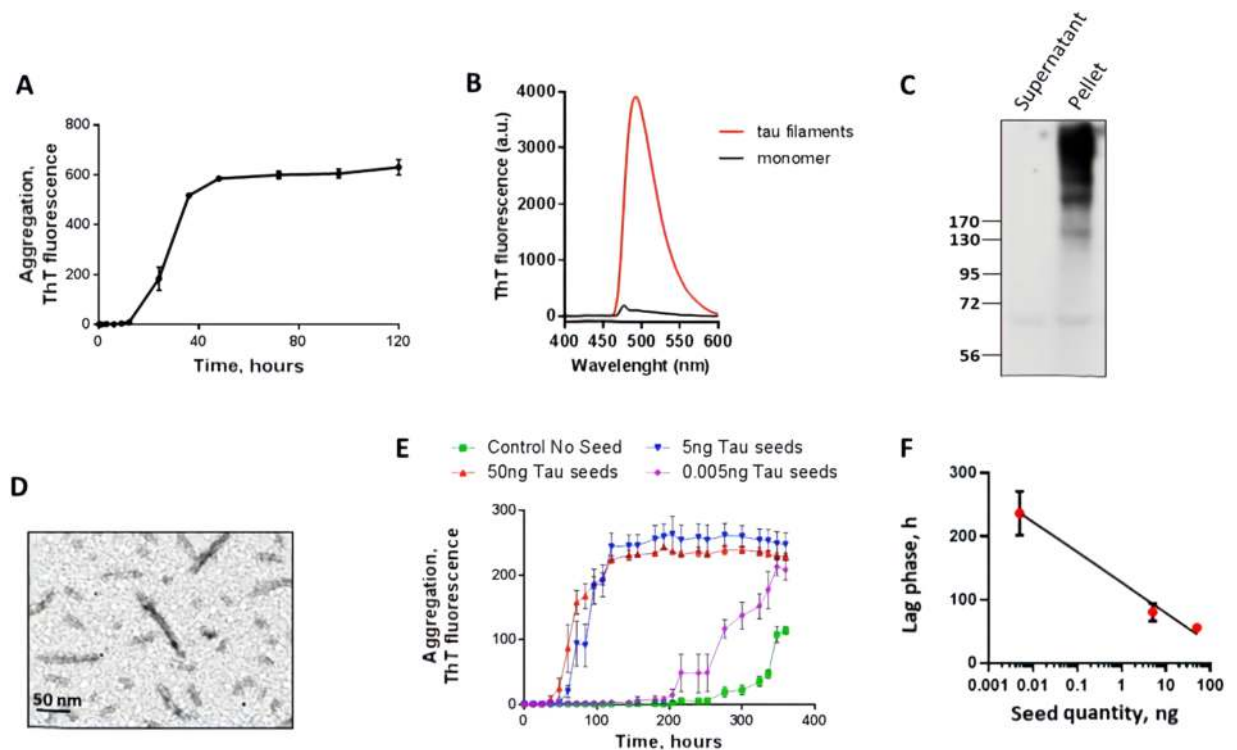 A
800
600
400
200
0
Aggregation,
ThT fluorescence
0 40 80 120
Time, hours
B
4000
3000
2000
1000
0
ThT fluorescence (a.u.)
400 450 500 550 600
Wavelenght (nm)
tau filaments
monomer
C
Supernatant
Pellet
170
130
95
72
56
D
50 nm
E
Control No Seed
5ng Tau seeds
50ng Tau seeds
0.005ng Tau seeds
300
200
100
0
Aggregation,
ThT fluorescence
0 100 200 300 400
Time, hours
F
300
200
100
0
Lag phase, h
0.001 0.01 0.1 1 10 100
Seed quantity, ng